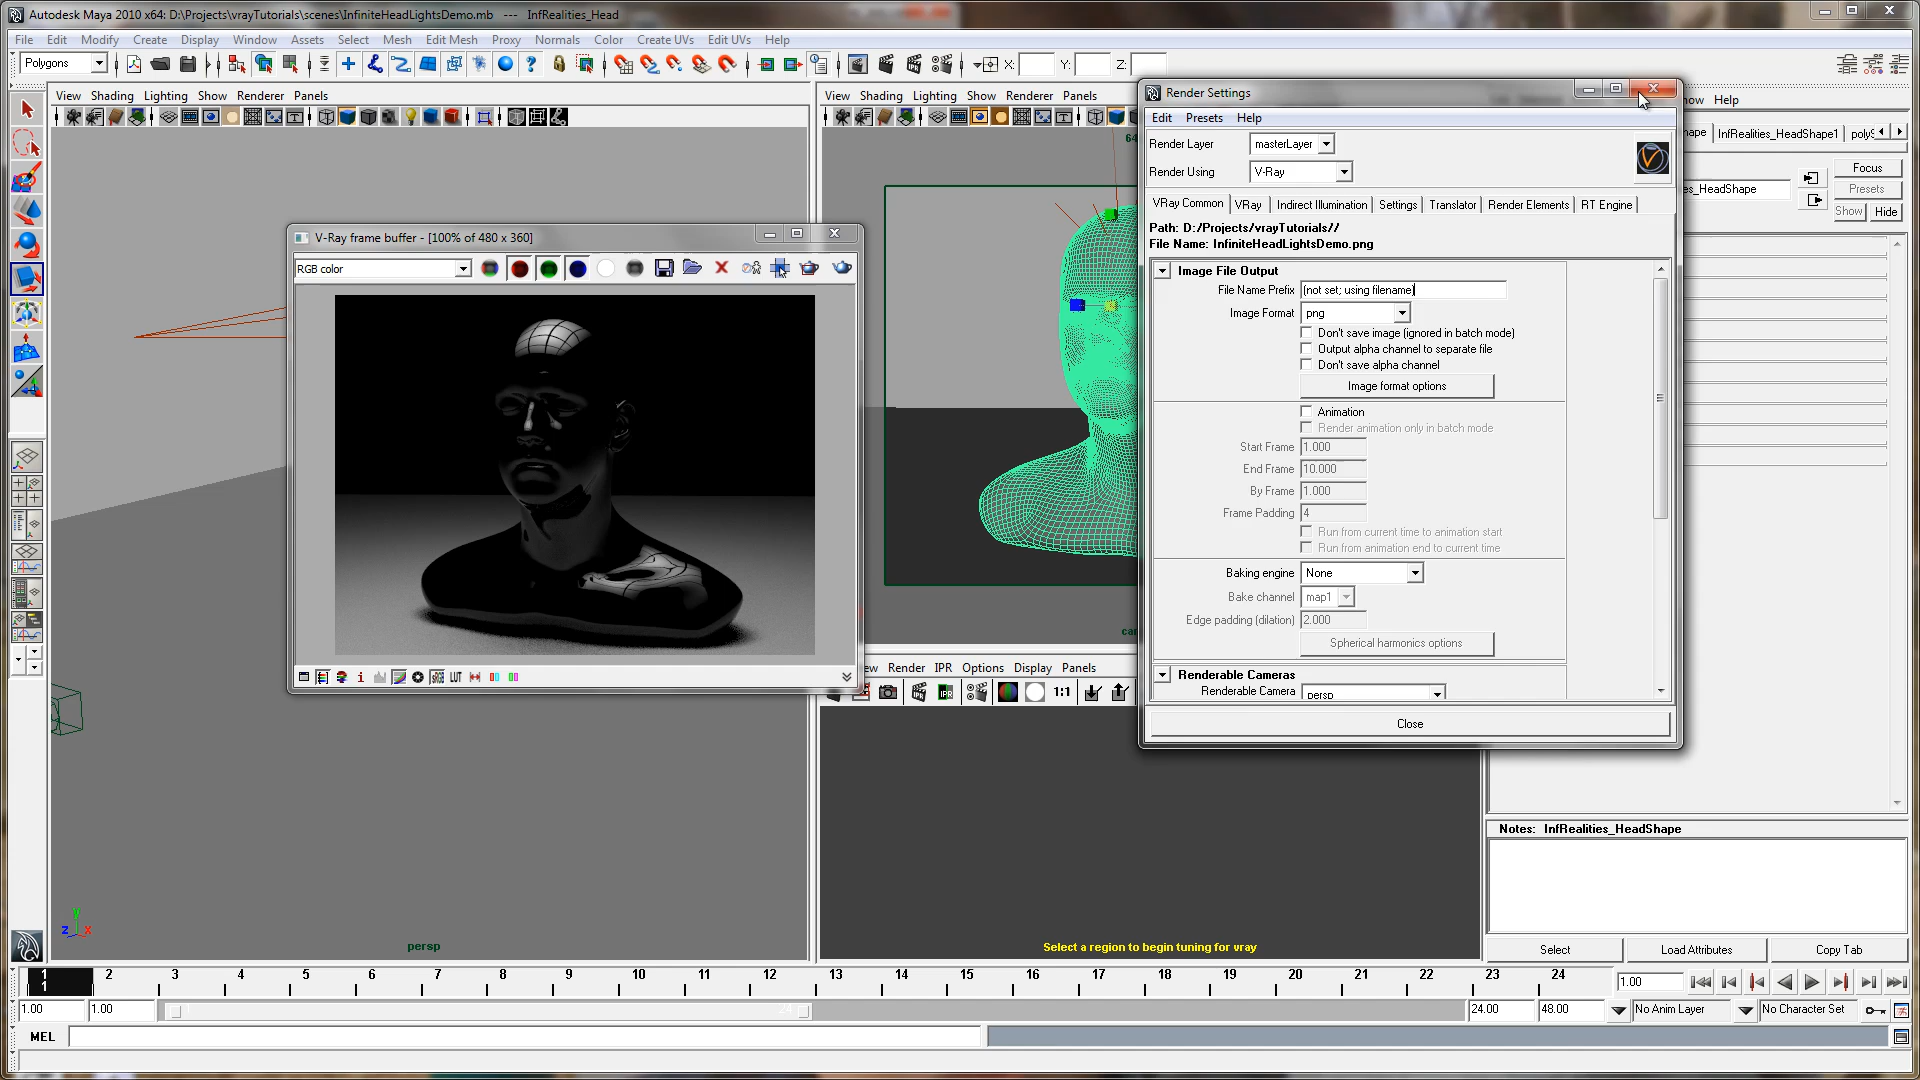 Autodesk Maya 2010 x64: D:\Projects\vrayTutorials\scenes\InfiniteHeadLightsDemo.mb --- InfRealities_Head
File Edit Modify Create Display Window Assets Select Mesh Edit Mesh Proxy Normals Color Create UVs Edit UVs Help
Polygons
X: Y: Z:
View Shading Lighting Show Renderer Panels
View Shading Lighting Show Renderer Panels
V-Ray frame buffer - [100% of 480 x 360]
RGB color
LUT
persp
Render IPR Options Display Panels
IPR IPR 1:1
Select a region to begin tuning for vray
Render Settings
Edit Presets Help
Render Layer masterLayer
Render Using V-Ray
VRay Common VRay Indirect Illumination Settings Translator Render Elements RT Engine
Path: D:/Projects/vrayTutorials//
File Name: InfiniteHeadLightsDemo.png
Image File Output
File Name Prefix (not set; using filename)
Image Format png
Don't save image (ignored in batch mode)
Output alpha channel to separate file
Don't save alpha channel
Image format options
Animation
Render animation only in batch mode
Start Frame 1.000
End Frame 10.000
By Frame 1.000
Frame Padding 4
Run from current time to animation start
Run from animation end to current time
Baking engine None
Bake channel map1
Edge padding (dilation) 2.000
Spherical harmonics options
Renderable Cameras
Renderable Camera persp
Close
Help
InfRealities_HeadShape1
Focus
Presets
Show Hide
es_HeadShape
Notes: InfRealities_HeadShape
Select Load Attributes Copy Tab
1 2 3 4 5 6 7 8 9 10 11 12 13 14 15 16 17 18 19 20 21 22 23 24
1
1.00
1.00 1.00 1 24 24.00 48.00 No Anim Layer No Character Set
MEL
y
z x